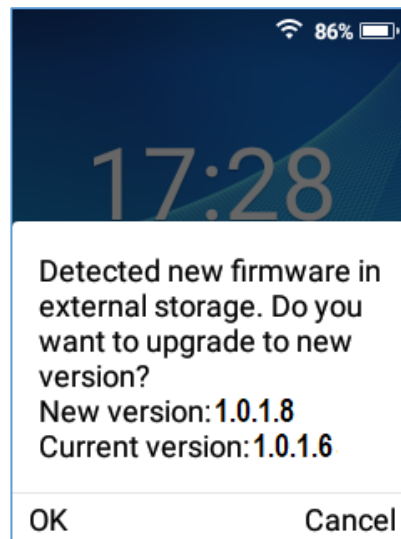 86%
17:28
Detected new firmware in
external storage. Do you
want to upgrade to new
version?
New version:1.0.1.8
Current version:1.0.1.6
OK Cancel